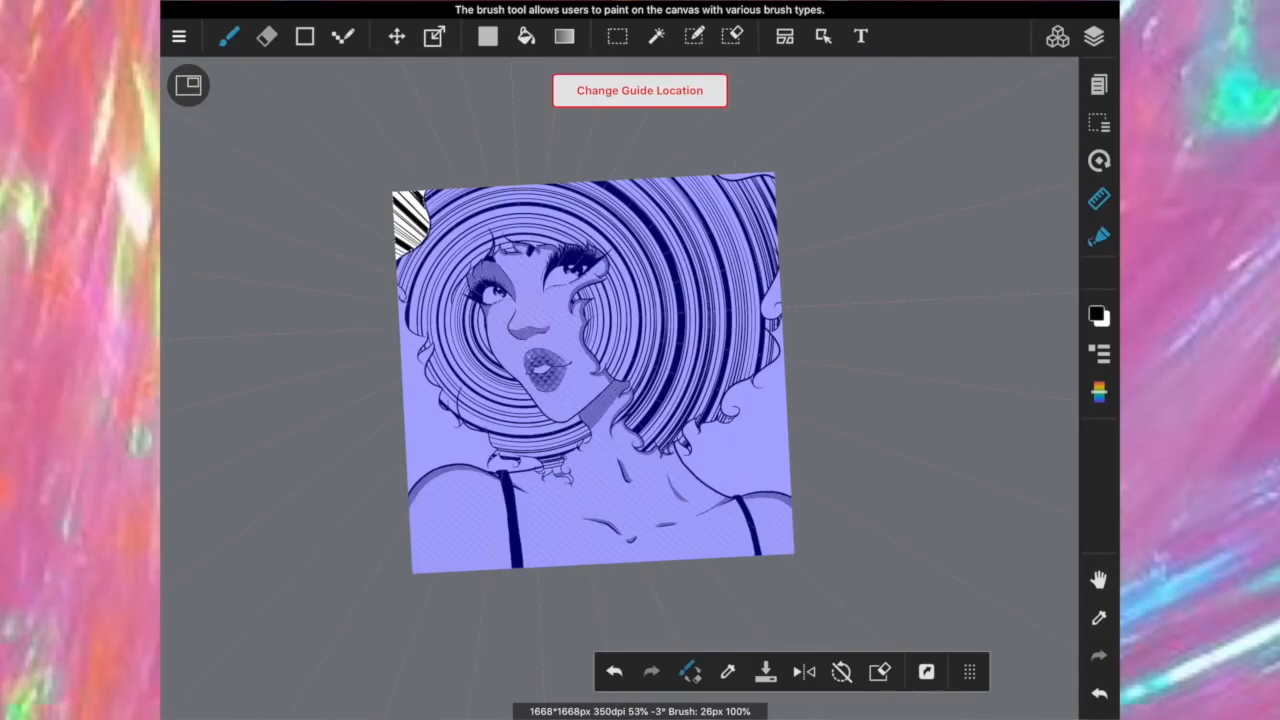 The brush tool allows users to paint on the canvas with various brush types.
T
Change Guide Location
1668*1668px 350dpi 53% -3° Brush: 26px 100%